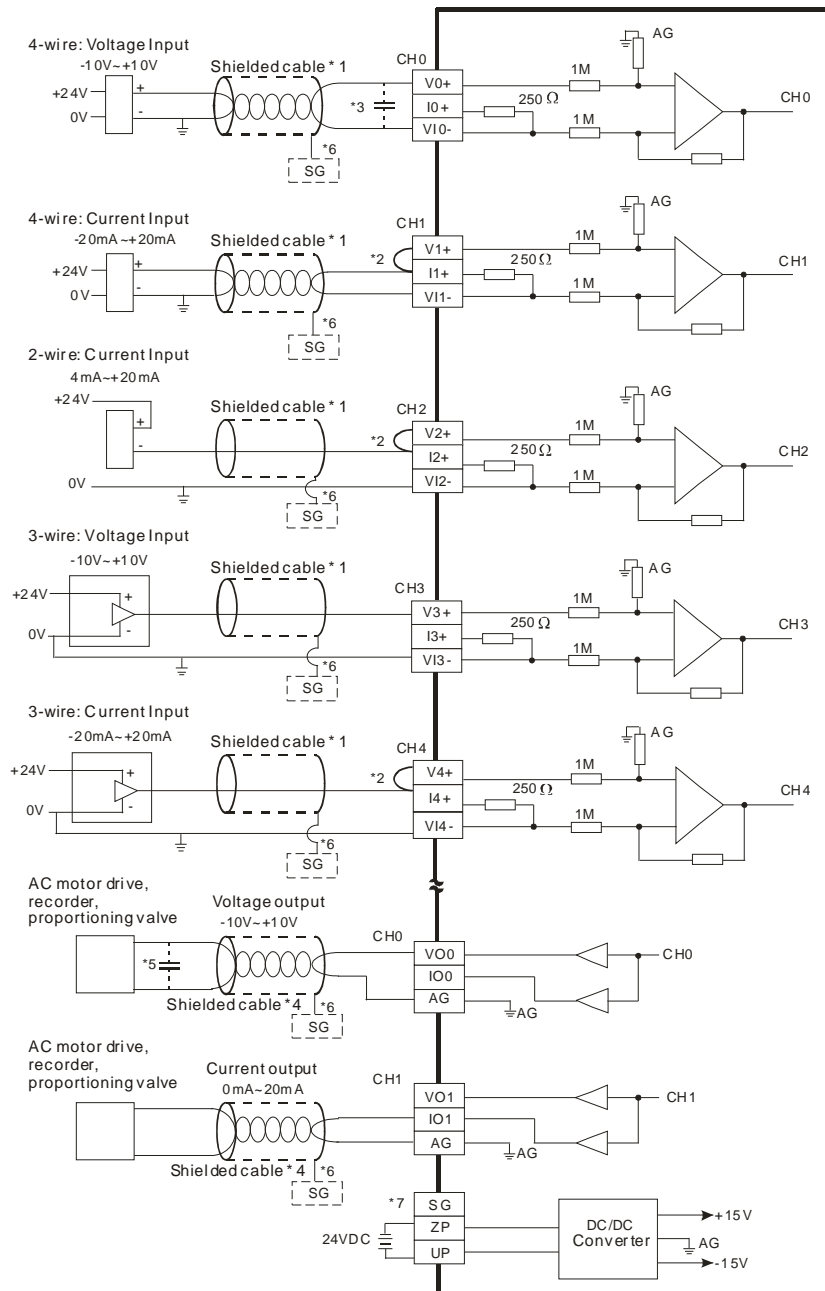 4-wire: Voltage Input
-10V~+10V
Shielded cable * 1
CH0
AG
+24V
+
0V
-
*3
V0+
I0+
VI0-
250 Ω
1M
1M
CH0
*6
SG
4-wire: Current Input
-20mA~+20mA
Shielded cable * 1
CH1
AG
+24V
+
0V
-
*2
V1+
I1+
VI1-
250 Ω
1M
1M
CH1
*6
SG
2-wire: Current Input
4mA~+20mA
Shielded cable * 1
CH2
AG
+24V
+
-
0V
*2
V2+
I2+
VI2-
250 Ω
1M
1M
CH2
*6
SG
3-wire: Voltage Input
-10V~+10V
Shielded cable * 1
CH3
AG
+24V
+
0V
-
V3+
I3+
VI3-
250 Ω
1M
1M
CH3
*6
SG
3-wire: Current Input
-20mA~+20mA
Shielded cable * 1
CH4
AG
+24V
+
0V
-
*2
V4+
I4+
VI4-
250 Ω
1M
1M
CH4
*6
SG
AC motor drive,
recorder,
proportioning valve
Voltage output
-10V~+10V
CH0
*5
VO0
IO0
AG
AG
CH0
Shielded cable *4
*6
SG
AC motor drive,
recorder,
proportioning valve
Current output
0mA~20mA
CH1
VO1
IO1
AG
AG
CH1
Shielded cable * 4
*6
SG
*7
SG
ZP
UP
24VDC
DC/DC
Converter
+15V
AG
-15V